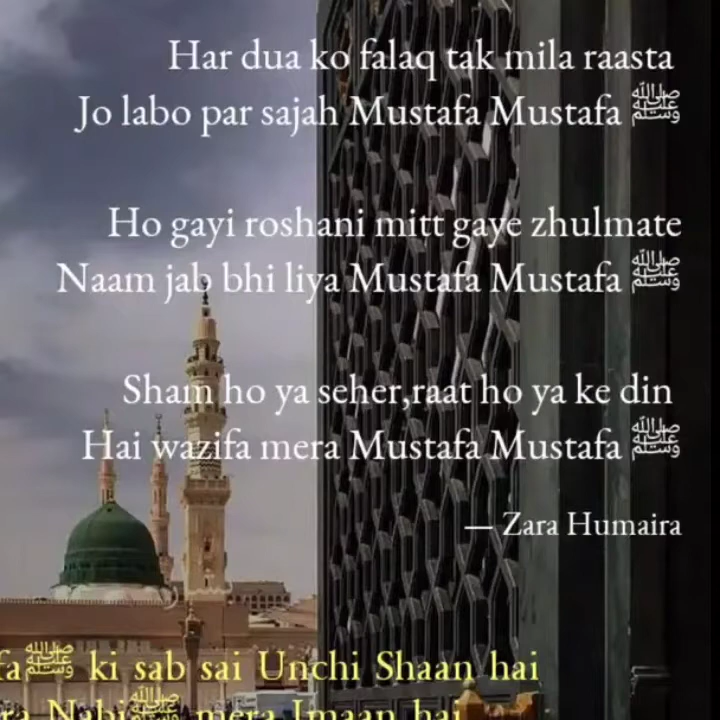 Har dua ko falaq tak mila raasta
Jo labo par sajah Mustafa Mustafa ﷺ
Ho gayi roshani mitt gaye zhulmate
Naam jab bhi liya Mustafa Mustafa ﷺ
Sham ho ya seher,raat ho ya ke din
Hai wazifa mera Mustafa Mustafa ﷺ
— Zara Humaira
fa ﷺ ki sab sai Unchi Shaan hai
ra Nabi ﷺ mera Imaan hai